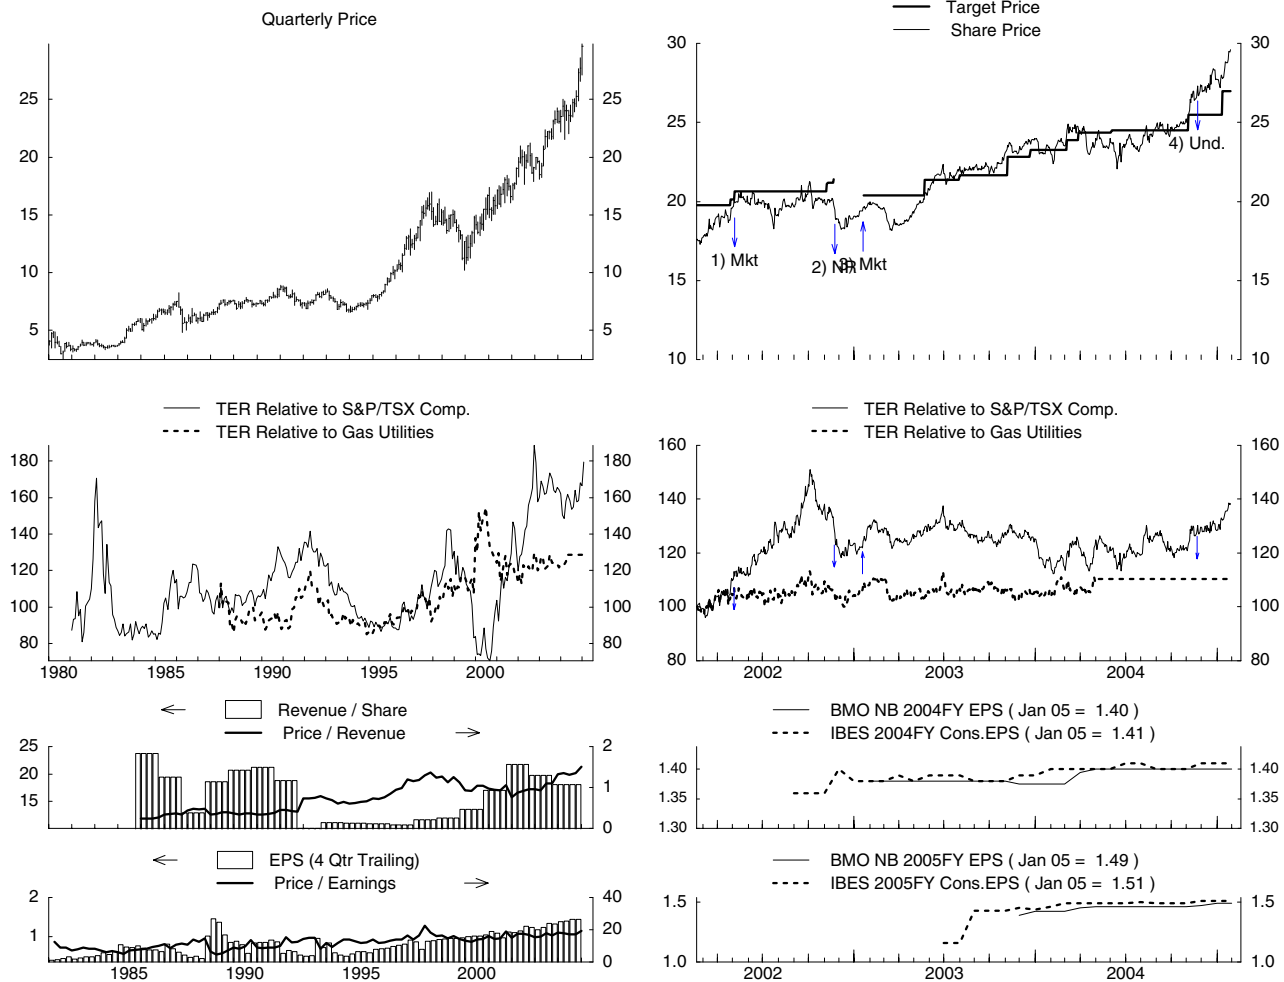 Quarterly Price
25 25
20 20
15 15
10 10
5 5
Target Price
Share Price
30 30
25 25
20 20
15 15
10 10
1) Mkt
2) NR
3) Mkt
4) Und.
TER Relative to S&P/TSX Comp.
TER Relative to Gas Utilities
180 180
160 160
140 140
120 120
100 100
80 80
1980 1985 1990 1995 2000
TER Relative to S&P/TSX Comp.
TER Relative to Gas Utilities
160 160
140 140
120 120
100 100
80 80
2002 2003 2004
Revenue / Share
Price / Revenue
25 2
20 1
15 0
BMO NB 2004FY EPS ( Jan 05 = 1.40 )
IBES 2004FY Cons.EPS ( Jan 05 = 1.41 )
1.40 1.40
1.35 1.35
1.30 1.30
EPS (4 Qtr Trailing)
Price / Earnings
2 40
1 20
0
1985 1990 1995 2000
BMO NB 2005FY EPS ( Jan 05 = 1.49 )
IBES 2005FY Cons.EPS ( Jan 05 = 1.51 )
1.5 1.5
1.0 1.0
2002 2003 2004